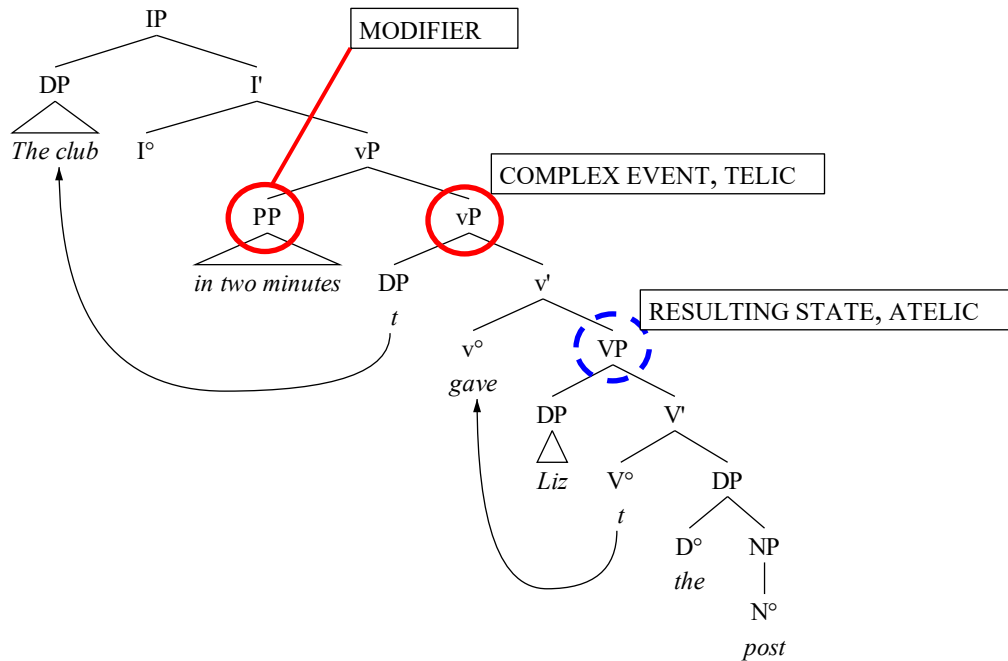 IP
MODIFIER
DP I'
The club I° vP
COMPLEX EVENT, TELIC
PP vP
in two minutes DP v'
t
RESULTING STATE, ATELIC
v° VP
gave
DP V'
Liz V° DP
t
D° NP
the
N°
post